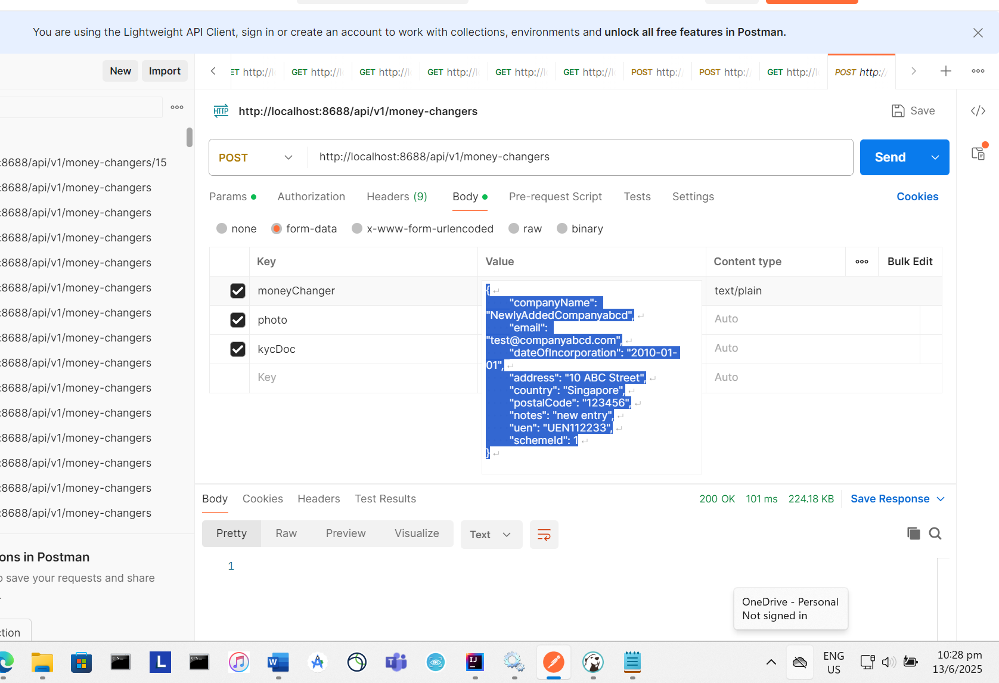 You are using the Lightweight API Client, sign in or create an account to work with collections, environments and unlock all free features in Postman.
New Import
ET http://l GET http://l GET http://l GET http://l GET http://l GET http://l POST http:/ POST http:/ GET http://l POST http:/
HTTP http://localhost:8688/api/v1/money-changers
Save
:8688/api/v1/money-changers/15
:8688/api/v1/money-changers
:8688/api/v1/money-changers
:8688/api/v1/money-changers
:8688/api/v1/money-changers
:8688/api/v1/money-changers
:8688/api/v1/money-changers
:8688/api/v1/money-changers
:8688/api/v1/money-changers
:8688/api/v1/money-changers
:8688/api/v1/money-changers
:8688/api/v1/money-changers
:8688/api/v1/money-changers
:8688/api/v1/money-changers
:8688/api/v1/money-changers
ons in Postman
o save your requests and share
.
ction
POST http://localhost:8688/api/v1/money-changers Send
Params Authorization Headers (9) Body Pre-request Script Tests Settings Cookies
none form-data x-www-form-urlencoded raw binary
Key Value Content type Bulk Edit
moneyChanger text/plain
photo Auto
kycDoc Auto
Key Auto
{
"companyName":
"NewlyAddedCompanyabcd",
"email":
"test@companyabcd.com",
"dateOfIncorporation": "2010-01-
01",
"address": "10 ABC Street",
"country": "Singapore",
"postalCode": "123456",
"notes": "new entry",
"uen": "UEN112233",
"schemeId": 1
}
Body Cookies Headers Test Results 200 OK 101 ms 224.18 KB Save Response
Pretty Raw Preview Visualize Text
1
OneDrive - Personal
Not signed in
ENG
US
10:28 pm
13/6/2025